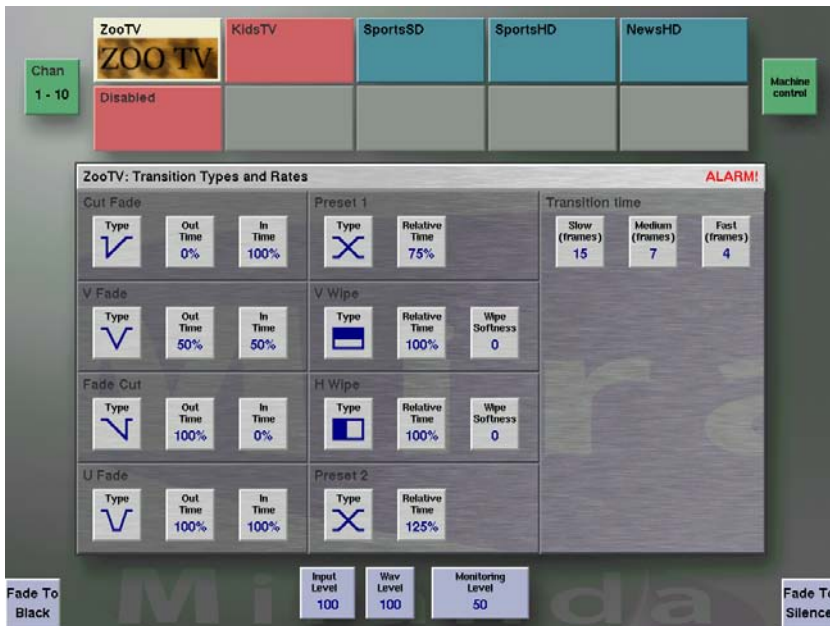 ZooTV
KidsTV
SportsSD
SportsHD
NewsHD
ZOO TV
Chan
1 - 10
Machine
control
Disabled
ZooTV: Transition Types and Rates
ALARM!
Cut Fade
Type
Out
Time
0%
In
Time
100%
Preset 1
Type
Relative
Time
75%
Transition time
Slow
(frames)
15
Medium
(frames)
7
Fast
(frames)
4
V Fade
Type
Out
Time
50%
In
Time
50%
V Wipe
Type
Relative
Time
100%
Wipe
Softness
0
Fade Cut
Type
Out
Time
100%
In
Time
0%
H Wipe
Type
Relative
Time
100%
Wipe
Softness
0
U Fade
Type
Out
Time
100%
In
Time
100%
Preset 2
Type
Relative
Time
125%
Fade To
Black
Input
Level
100
Wav
Level
100
Monitoring
Level
50
Fade To
Silence
Miranda